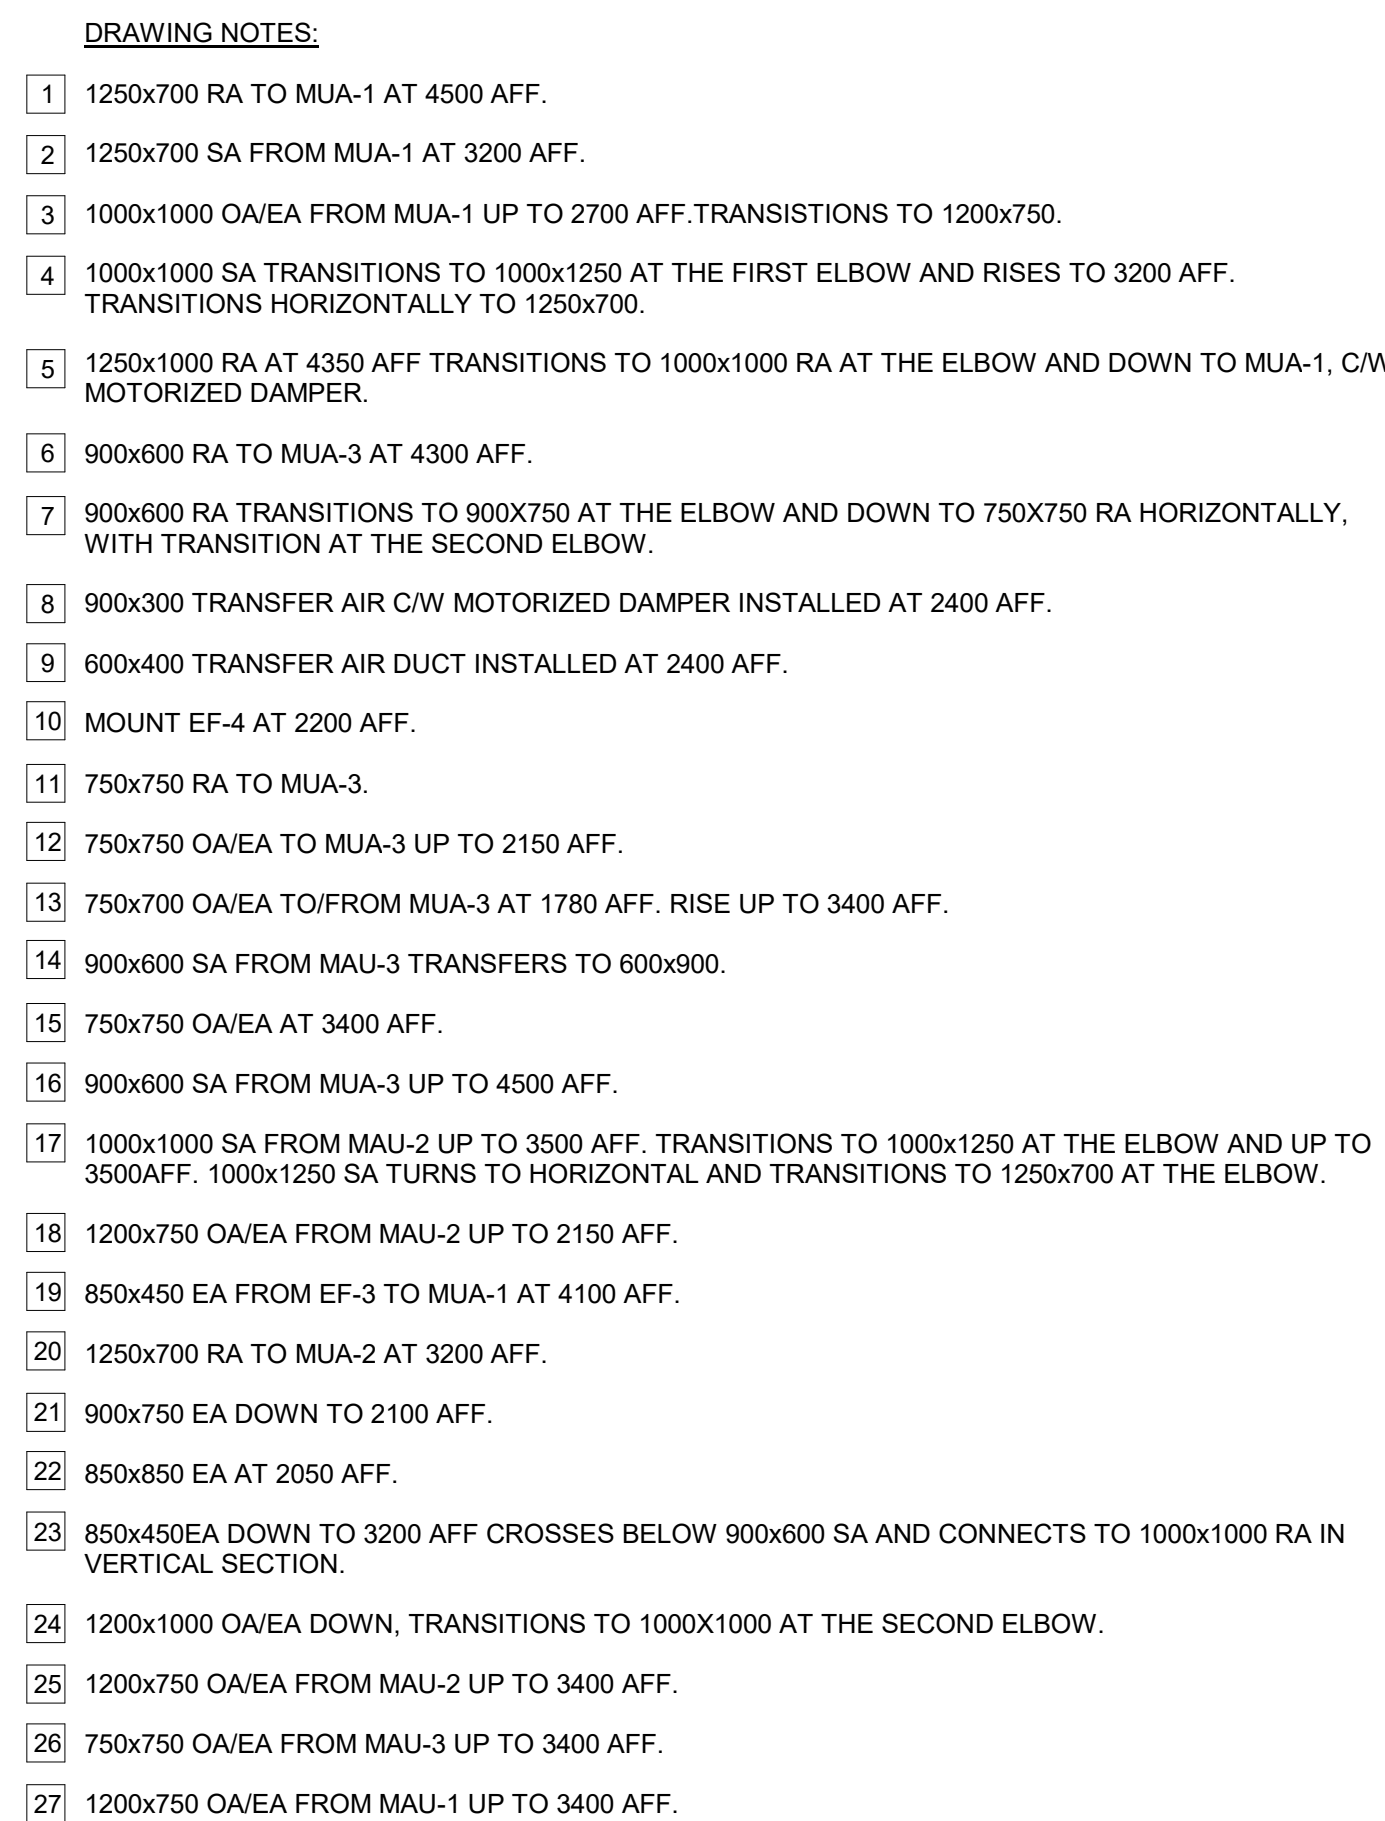 DRAWING NOTES:
1 1250x700 RA TO MUA-1 AT 4500 AFF.
2 1250x700 SA FROM MUA-1 AT 3200 AFF.
3 1000x1000 OA/EA FROM MUA-1 UP TO 2700 AFF.TRANSISTIONS TO 1200x750.
4 1000x1000 SA TRANSITIONS TO 1000x1250 AT THE FIRST ELBOW AND RISES TO 3200 AFF.
TRANSITIONS HORIZONTALLY TO 1250x700.
5 1250x1000 RA AT 4350 AFF TRANSITIONS TO 1000x1000 RA AT THE ELBOW AND DOWN TO MUA-1, C/W
MOTORIZED DAMPER.
6 900x600 RA TO MUA-3 AT 4300 AFF.
7 900x600 RA TRANSITIONS TO 900X750 AT THE ELBOW AND DOWN TO 750X750 RA HORIZONTALLY,
WITH TRANSITION AT THE SECOND ELBOW.
8 900x300 TRANSFER AIR C/W MOTORIZED DAMPER INSTALLED AT 2400 AFF.
9 600x400 TRANSFER AIR DUCT INSTALLED AT 2400 AFF.
10 MOUNT EF-4 AT 2200 AFF.
11 750x750 RA TO MUA-3.
12 750x750 OA/EA TO MUA-3 UP TO 2150 AFF.
13 750x700 OA/EA TO/FROM MUA-3 AT 1780 AFF. RISE UP TO 3400 AFF.
14 900x600 SA FROM MAU-3 TRANSFERS TO 600x900.
15 750x750 OA/EA AT 3400 AFF.
16 900x600 SA FROM MUA-3 UP TO 4500 AFF.
17 1000x1000 SA FROM MAU-2 UP TO 3500 AFF. TRANSITIONS TO 1000x1250 AT THE ELBOW AND UP TO
3500AFF. 1000x1250 SA TURNS TO HORIZONTAL AND TRANSITIONS TO 1250x700 AT THE ELBOW.
18 1200x750 OA/EA FROM MAU-2 UP TO 2150 AFF.
19 850x450 EA FROM EF-3 TO MUA-1 AT 4100 AFF.
20 1250x700 RA TO MUA-2 AT 3200 AFF.
21 900x750 EA DOWN TO 2100 AFF.
22 850x850 EA AT 2050 AFF.
23 850x450EA DOWN TO 3200 AFF CROSSES BELOW 900x600 SA AND CONNECTS TO 1000x1000 RA IN
VERTICAL SECTION.
24 1200x1000 OA/EA DOWN, TRANSITIONS TO 1000X1000 AT THE SECOND ELBOW.
25 1200x750 OA/EA FROM MAU-2 UP TO 3400 AFF.
26 750x750 OA/EA FROM MAU-3 UP TO 3400 AFF.
27 1200x750 OA/EA FROM MAU-1 UP TO 3400 AFF.